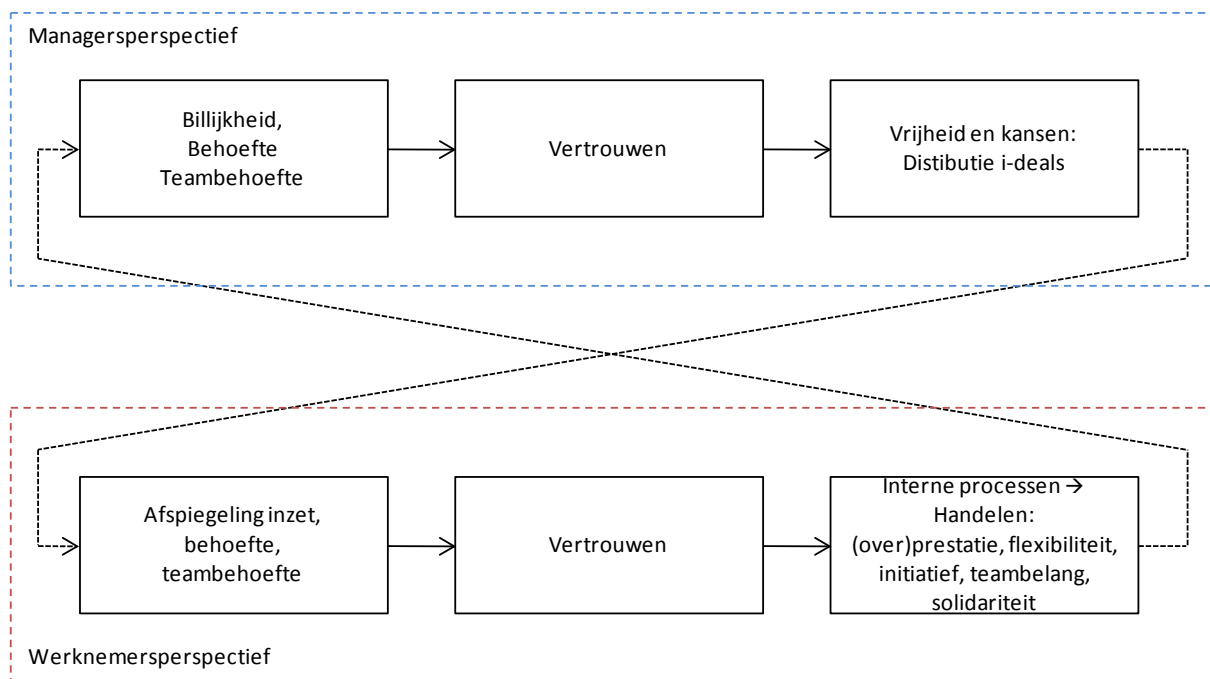 Managersperspectief
Billijkheid,
Behoefte
Teambehoefte
Vertrouwen
Vrijheid en kansen:
Distibutie i-deals
Afspiegeling inzet,
behoefte,
teambehoefte
Vertrouwen
Interne processen →
Handelen:
(over)prestatie, flexibiliteit,
initiatief, teambelang,
solidariteit
Werknemersperspectief